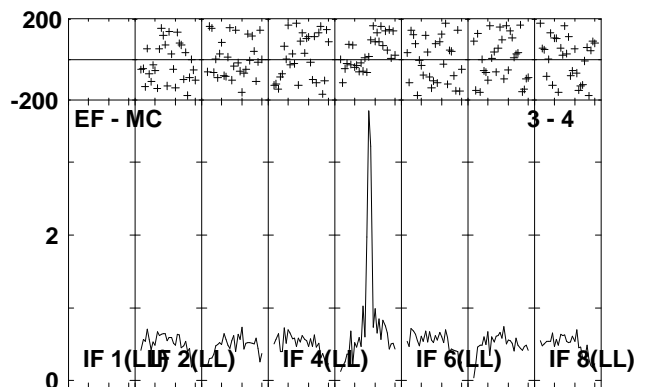 200
-200
EF - MC 3 - 4
2
0
IF 1(LL) IF 2(LL) IF 4(LL) IF 6(LL) IF 8(LL)